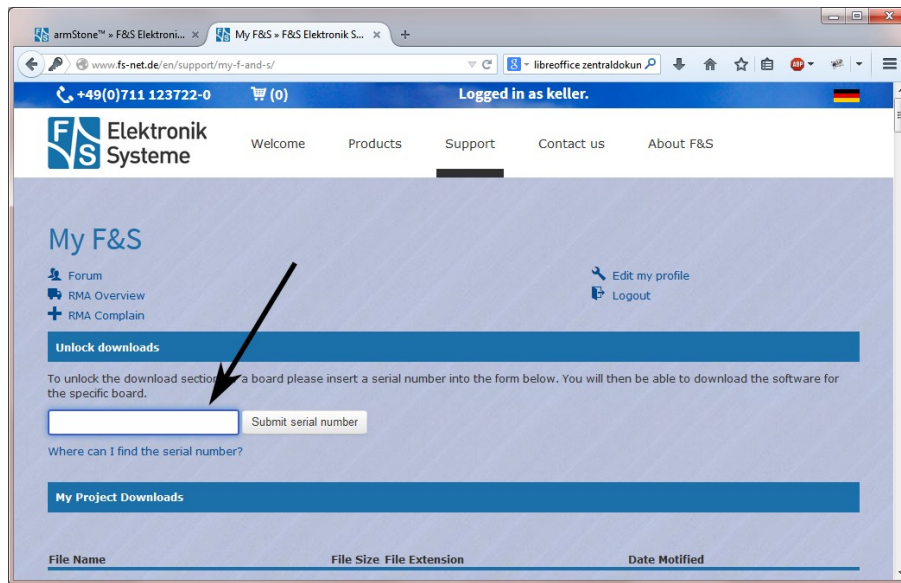 armStone™ » F&S Elektroni... ×
My F&S » F&S Elektronik S... × +
www.fs-net.de/en/support/my-f-and-s/ libreoffice zentraldokun ABP
+49(0)711 123722-0 (0) Logged in as keller.
F S Elektronik Systeme
Welcome Products Support Contact us About F&S
My F&S
Forum
RMA Overview
RMA Complain
Edit my profile
Logout
Unlock downloads
To unlock the download section a board please insert a serial number into the form below. You will then be able to download the software for
the specific board.
Submit serial number
Where can I find the serial number?
My Project Downloads
File Name File Size File Extension Date Motified